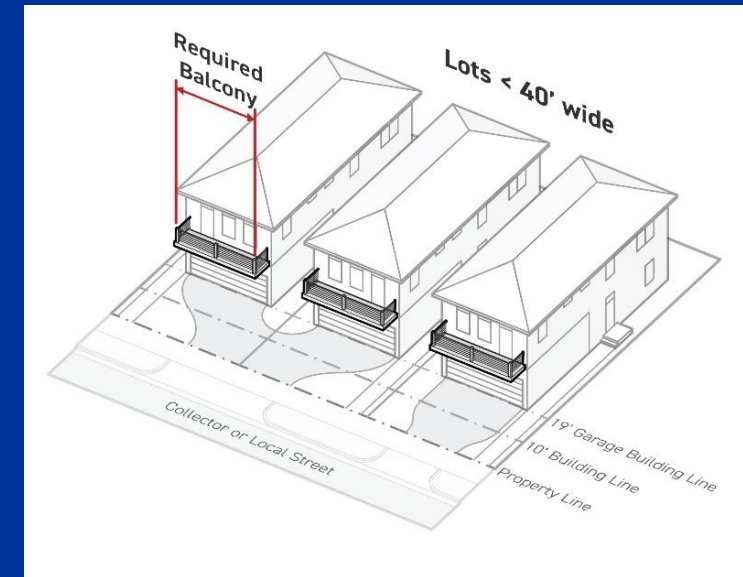 Required
Balcony
Lots < 40' wide
Collector or Local Street
19' Garage Building Line
10' Building Line
Property Line